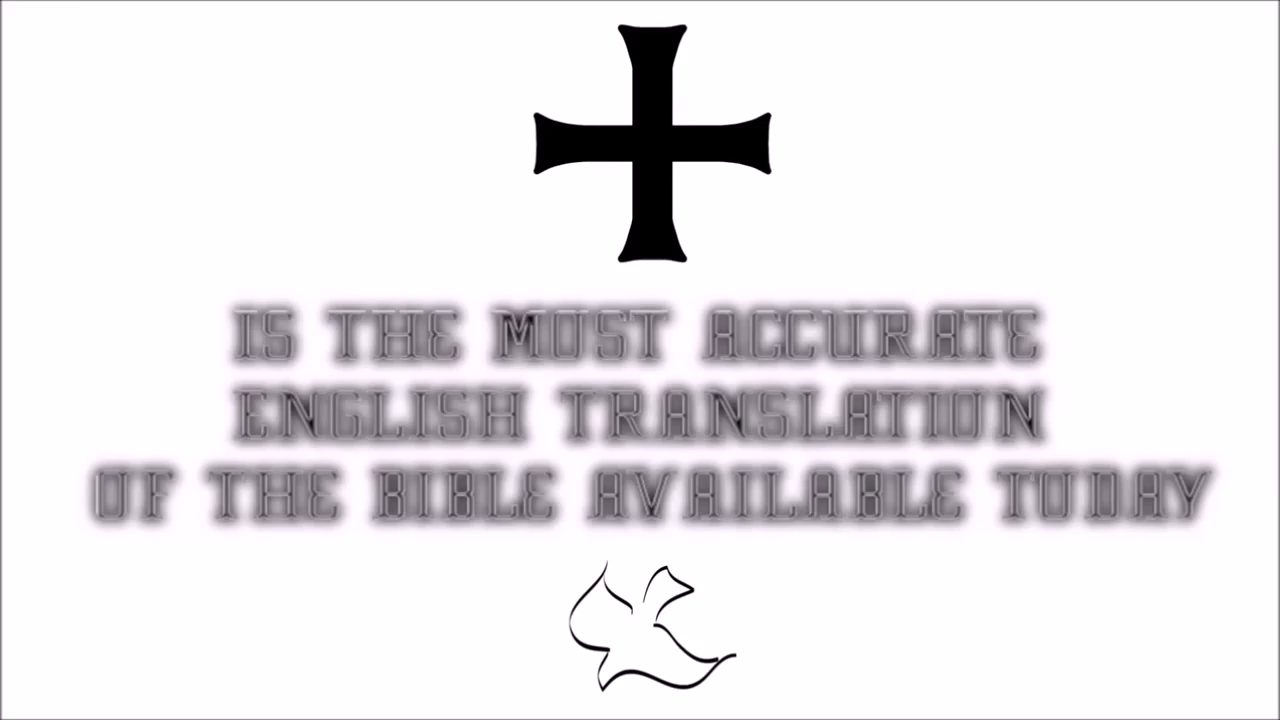 IS THE MOST ACCURATE
ENGLISH TRANSLATION
OF THE BIBLE AVAILABLE TODAY